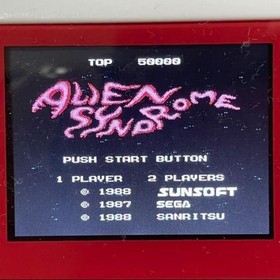 TOP 50000
ALIEN
SYNDROME
PUSH START BUTTON
1 PLAYER 2 PLAYERS
© 1988 SUNSOFT
© 1987 SEGA
© 1988 SANRITSU